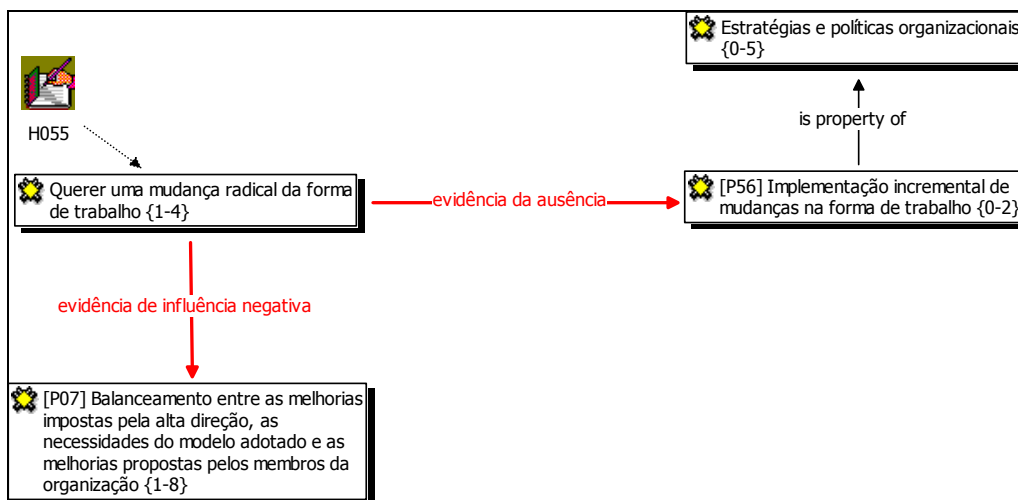 Estratégias e políticas organizacionais
{0-5}
H055
is property of
Querer uma mudança radical da forma
de trabalho {1-4}
evidência da ausência
[P56] Implementação incremental de
mudanças na forma de trabalho {0-2}
evidência de influência negativa
[P07] Balanceamento entre as melhorias
impostas pela alta direção, as
necessidades do modelo adotado e as
melhorias propostas pelos membros da
organização {1-8}